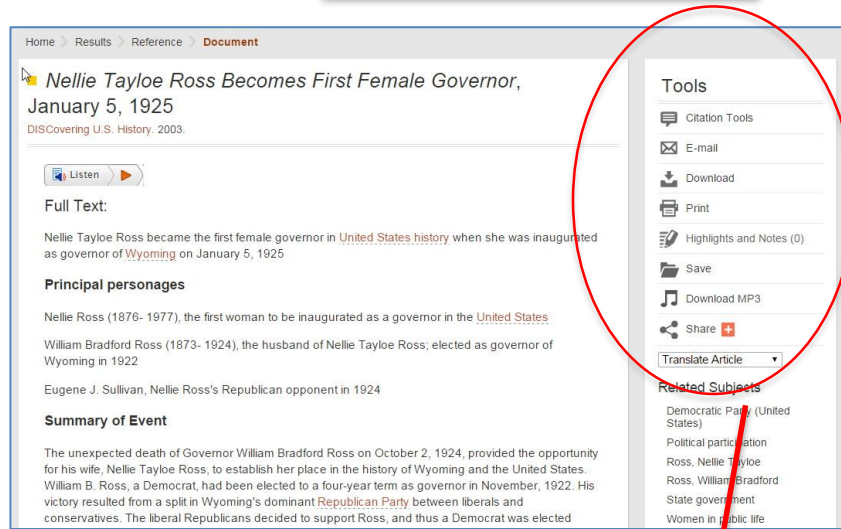 Home > Results > Reference > Document
Nellie Tayloe Ross Becomes First Female Governor,
January 5, 1925
DISCovering U.S. History. 2003.
Listen
Full Text:
Nellie Tayloe Ross became the first female governor in United States history when she was inaugurated
as governor of Wyoming on January 5, 1925
Principal personages
Nellie Ross (1876- 1977), the first woman to be inaugurated as a governor in the United States
William Bradford Ross (1873- 1924), the husband of Nellie Tayloe Ross; elected as governor of
Wyoming in 1922
Eugene J. Sullivan, Nellie Ross's Republican opponent in 1924
Summary of Event
The unexpected death of Governor William Bradford Ross on October 2, 1924, provided the opportunity
for his wife, Nellie Tayloe Ross, to establish her place in the history of Wyoming and the United States.
William B. Ross, a Democrat, had been elected to a four-year term as governor in November, 1922. His
victory resulted from a split in Wyoming's dominant Republican Party between liberals and
conservatives. The liberal Republicans decided to support Ross, and thus a Democrat was elected
Tools
Citation Tools
E-mail
Download
Print
Highlights and Notes (0)
Save
Download MP3
Share
Translate Article
Related Subjects
Democratic Party (United
States)
Political participation
Ross, Nellie Tayloe
Ross, William Bradford
State government
Women in public life